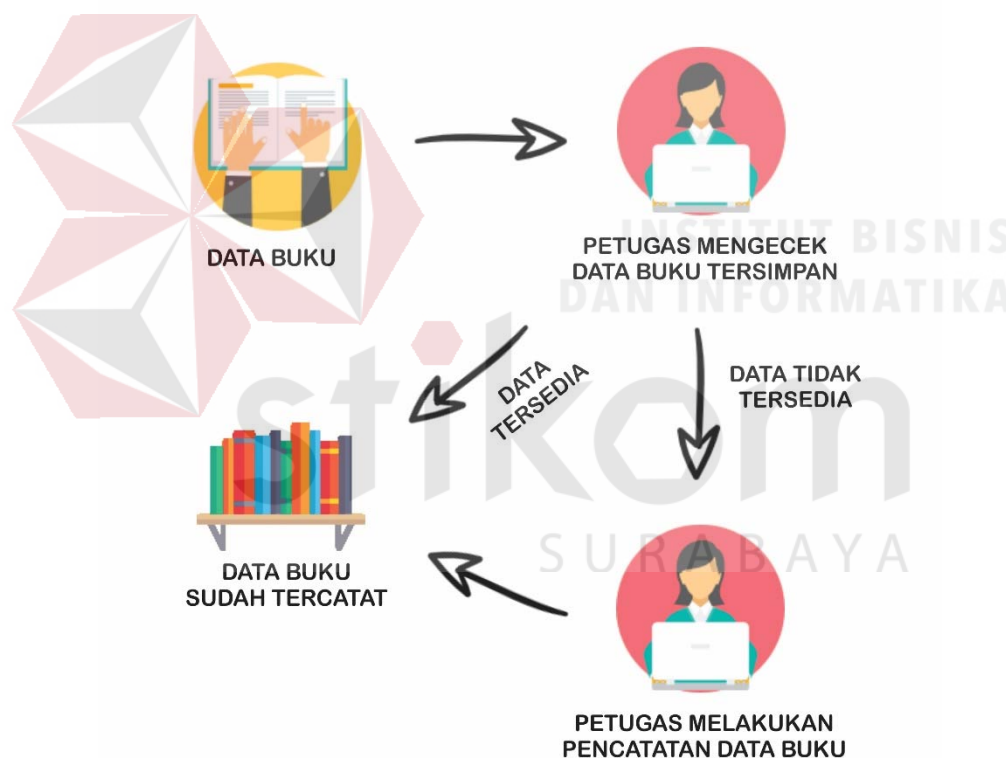 DATA BUKU
PETUGAS MENGECEK
DATA BUKU TERSIMPAN
INSTITUT BISNIS
DAN INFORMATIKA
stikom
SURABAYA
DATA
TERSEDIA
DATA TIDAK
TERSEDIA
DATA BUKU
SUDAH TERCATAT
PETUGAS MELAKUKAN
PENCATATAN DATA BUKU